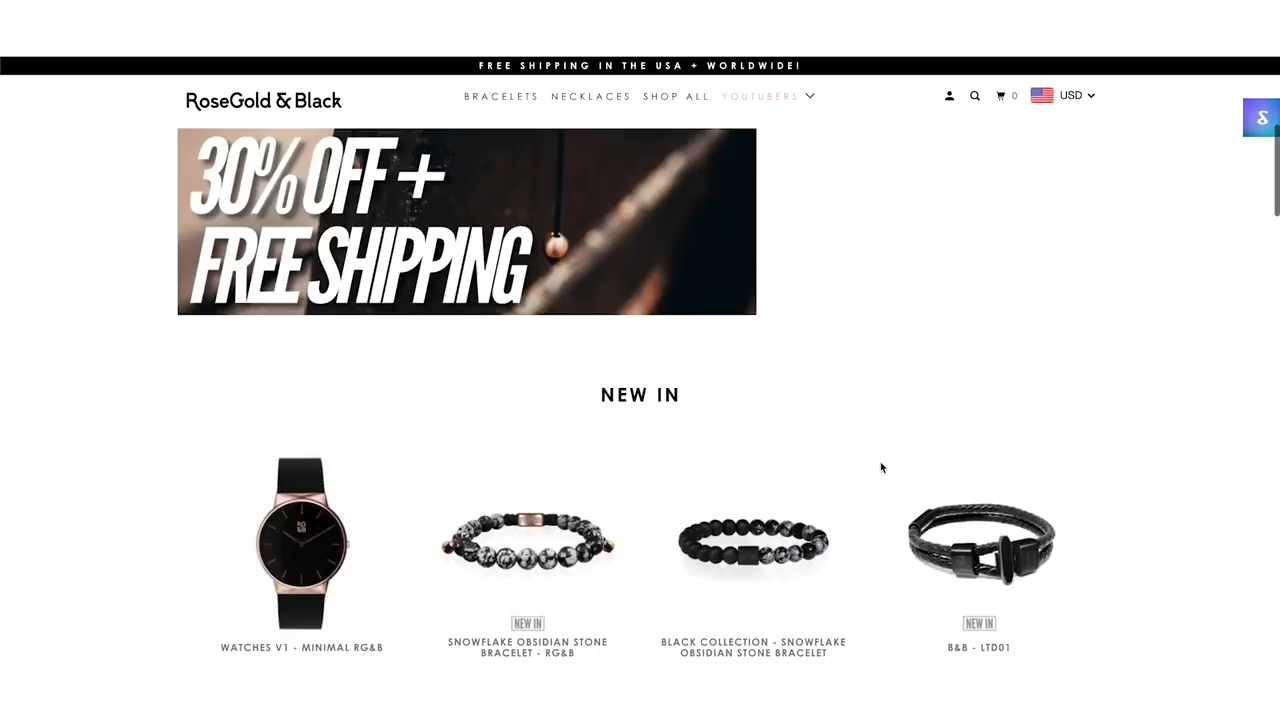 FREE SHIPPING IN THE USA + WORLDWIDE!
RoseGold & Black
BRACELETS NECKLACES SHOP ALL YOUTUBERS
0 USD
30% OFF +
FREE SHIPPING
NEW IN
RG
&B
NEW IN
NEW IN
WATCHES V1 - MINIMAL RG&B
SNOWFLAKE OBSIDIAN STONE
BRACELET - RG&B
BLACK COLLECTION - SNOWFLAKE
OBSIDIAN STONE BRACELET
B&B - LTD01